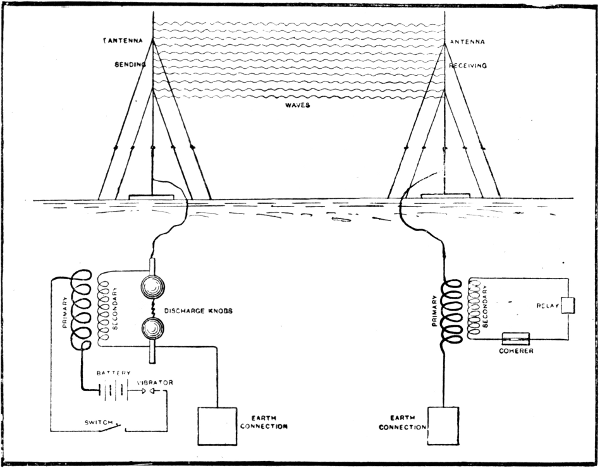 ANTENNA
SENDING
WAVES
ANTENNA
RECEIVING
PRIMARY
SECONDARY
DISCHARGE KNOBS
BATTERY
VIBRATOR
SWITCH
EARTH
CONNECTION
PRIMARY
SECONDARY
RELAY
COHERER
EARTH
CONNECTION